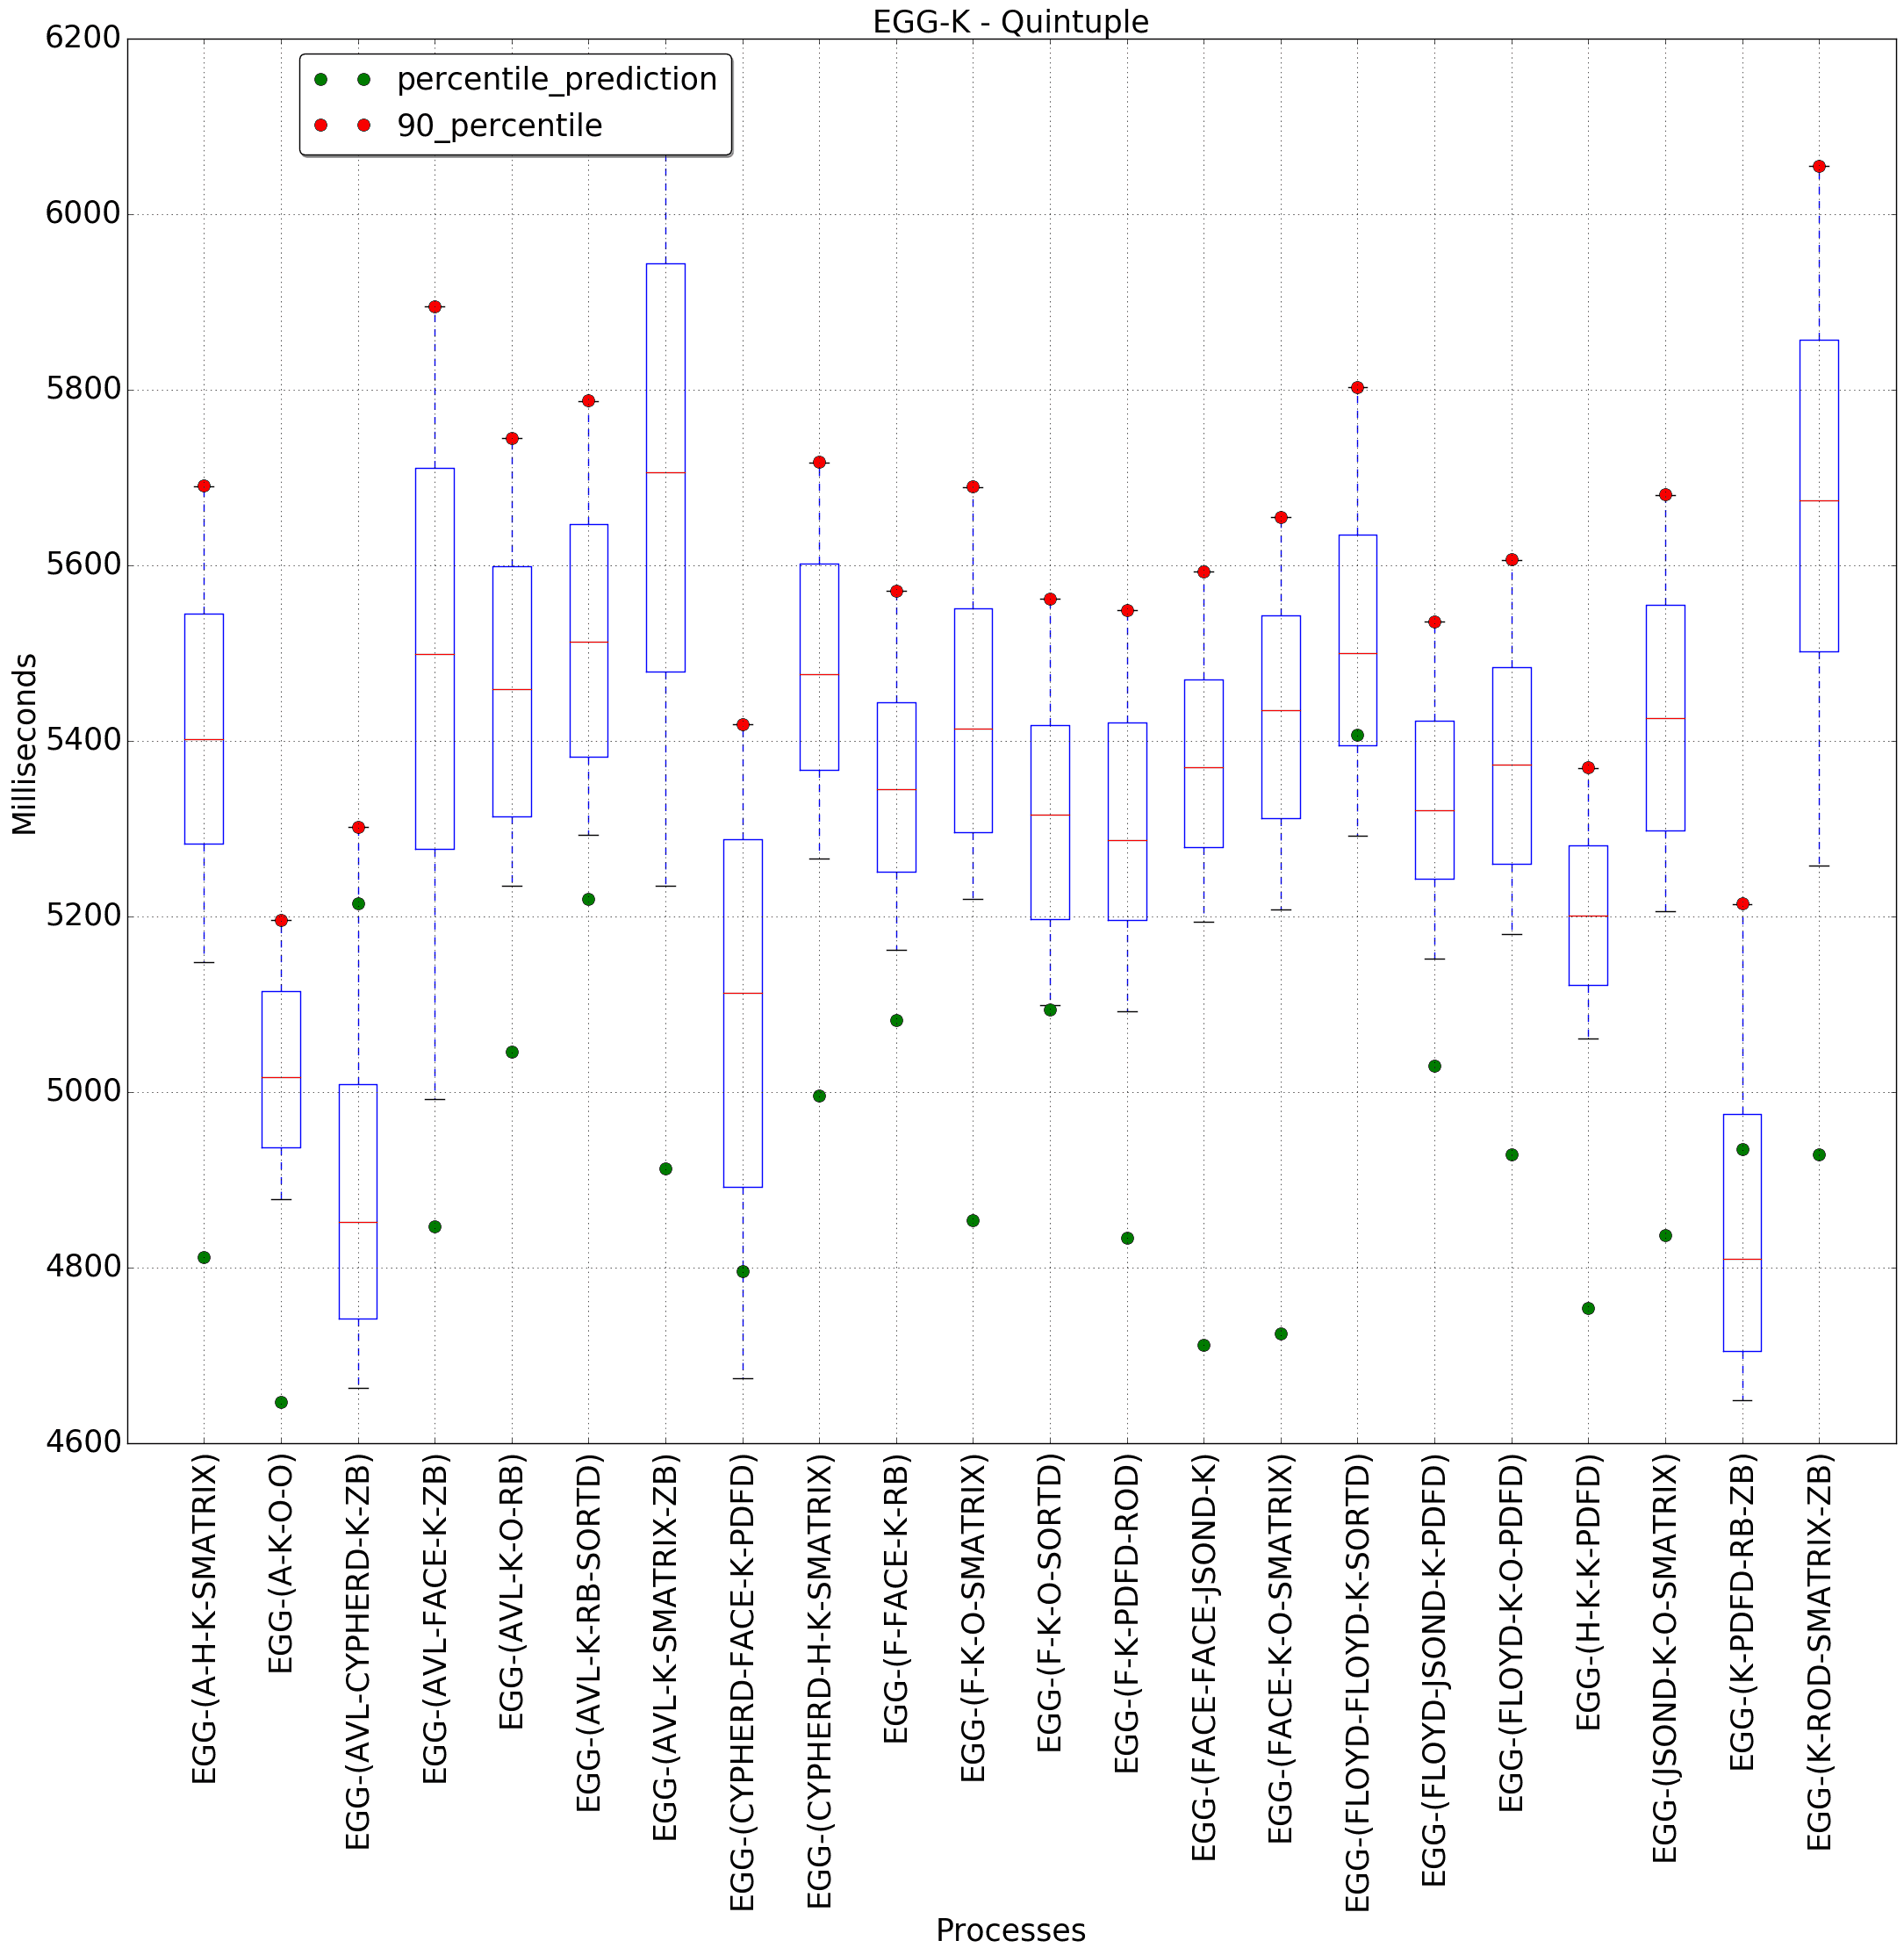 EGG-K - Quintuple
percentile_prediction
90_percentile
6200
6000
5800
5600
5400
5200
5000
4800
4600
Milliseconds
EGG-(A-H-K-SMATRIX)
EGG-(A-K-O-O)
EGG-(AVL-CYPHERD-K-ZB)
EGG-(AVL-FACE-K-ZB)
EGG-(AVL-K-O-RB)
EGG-(AVL-K-RB-SORTD)
EGG-(AVL-K-SMATRIX-ZB)
EGG-(CYPHERD-FACE-K-PDFD)
EGG-(CYPHERD-H-K-SMATRIX)
EGG-(F-FACE-K-RB)
EGG-(F-K-O-SMATRIX)
EGG-(F-K-O-SORTD)
EGG-(F-K-PDFD-ROD)
EGG-(FACE-FACE-JSOND-K)
EGG-(FACE-K-O-SMATRIX)
EGG-(FLOYD-FLOYD-K-SORTD)
EGG-(FLOYD-JSOND-K-PDFD)
EGG-(FLOYD-K-O-PDFD)
EGG-(H-K-K-PDFD)
EGG-(JSOND-K-O-SMATRIX)
EGG-(K-PDFD-RB-ZB)
EGG-(K-ROD-SMATRIX-ZB)
Processes